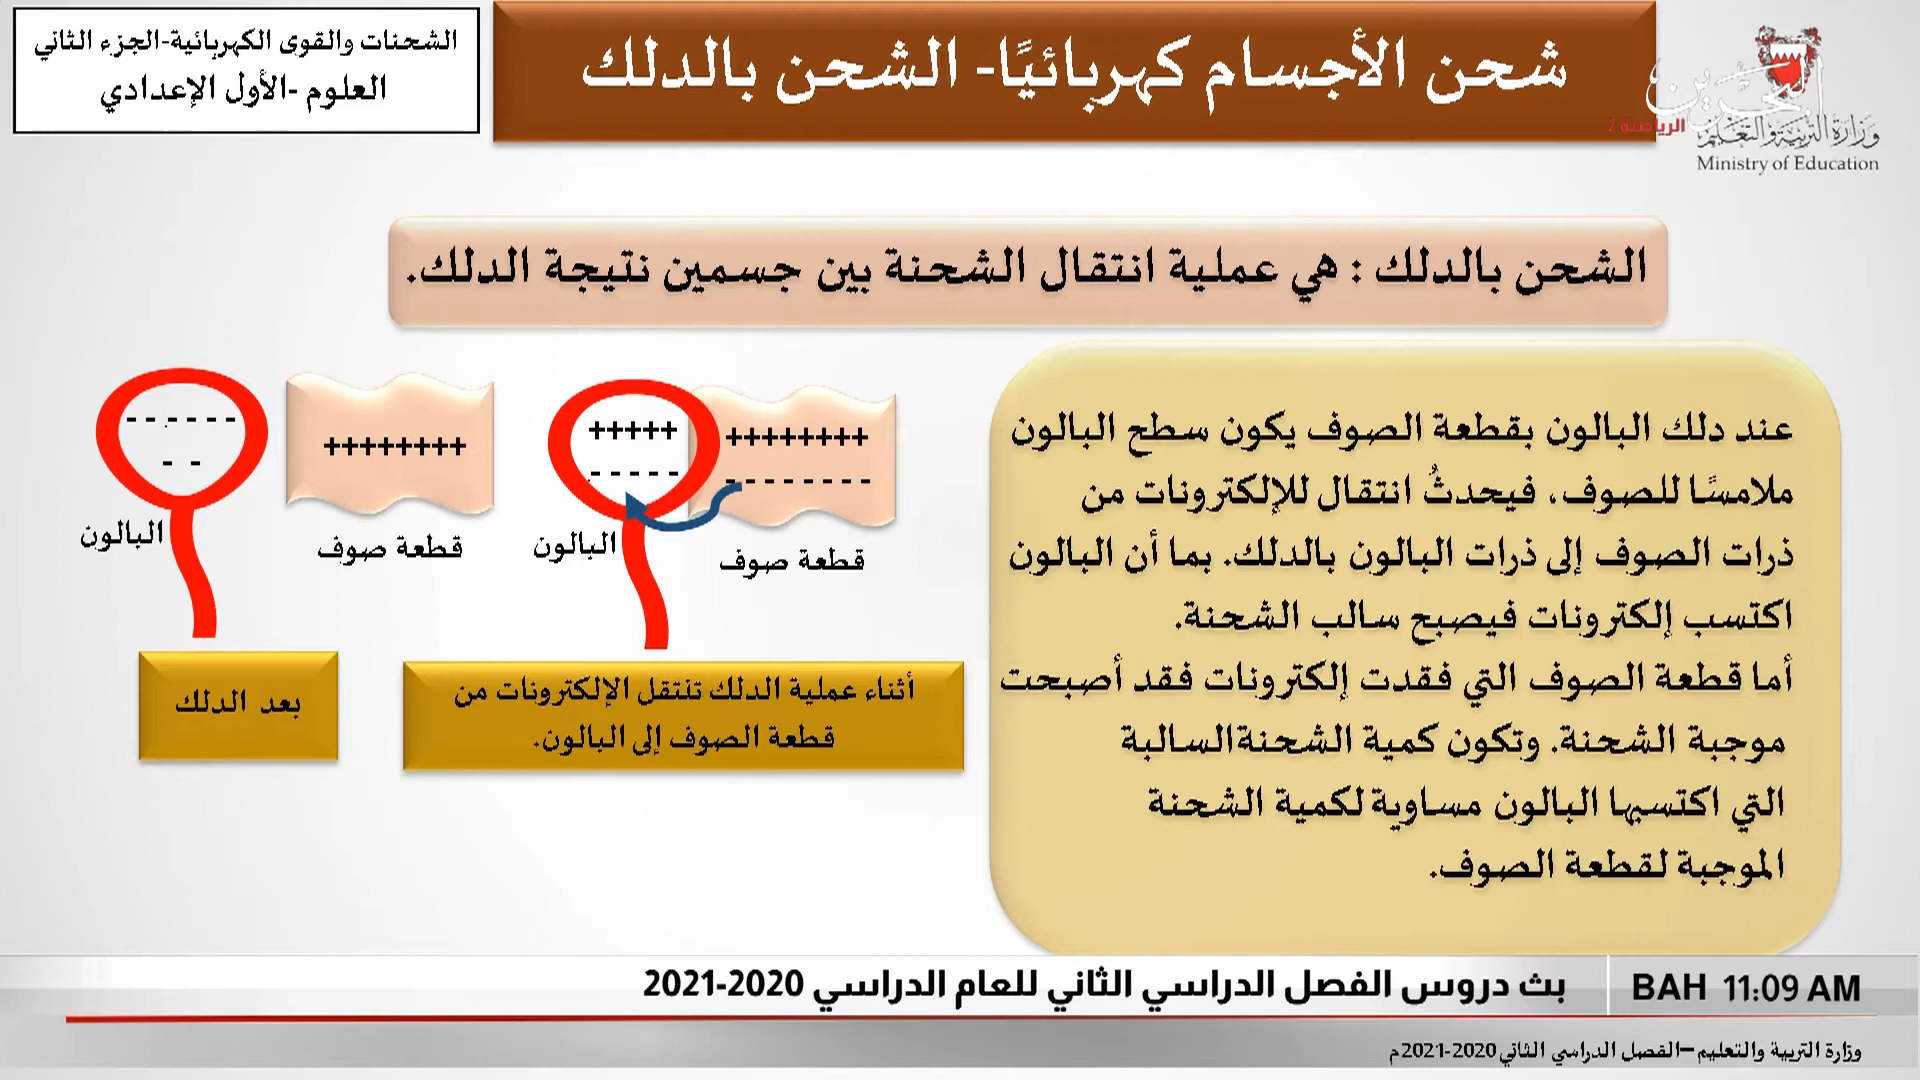 الشحنات والقوى الكهربائية-الجزء الثاني
العلوم -الأول الإعدادي
شحن الأجسام كهربائيًا- الشحن بالدلك
البحرين
الرياضية 2
وزارة التربية والتعليم
Ministry of Education
الشحن بالدلك : هي عملية انتقال الشحنة بين جسمين نتيجة الدلك.
عند دلك البالون بقطعة الصوف يكون سطح البالون
ملامسًا للصوف، فيحدثُ انتقال للإلكترونات من
ذرات الصوف إلى ذرات البالون بالدلك. بما أن البالون
اكتسب إلكترونات فيصبح سالب الشحنة.
أما قطعة الصوف التي فقدت إلكترونات فقد أصبحت
موجبة الشحنة. وتكون كمية الشحنة السالبة
التي اكتسبها البالون مساوية لكمية الشحنة
الموجبة لقطعة الصوف.
++++++++
--------
قطعة صوف
+++++
-----
البالون
أثناء عملية الدلك تنتقل الإلكترونات من
قطعة الصوف إلى البالون.
++++++++
قطعة صوف
- - - - - -
- -
البالون
بعد الدلك
بث دروس الفصل الدراسي الثاني للعام الدراسي 2020-2021
BAH 11:09 AM
وزارة التربية والتعليم –الفصل الدراسي الثاني 2020-2021م